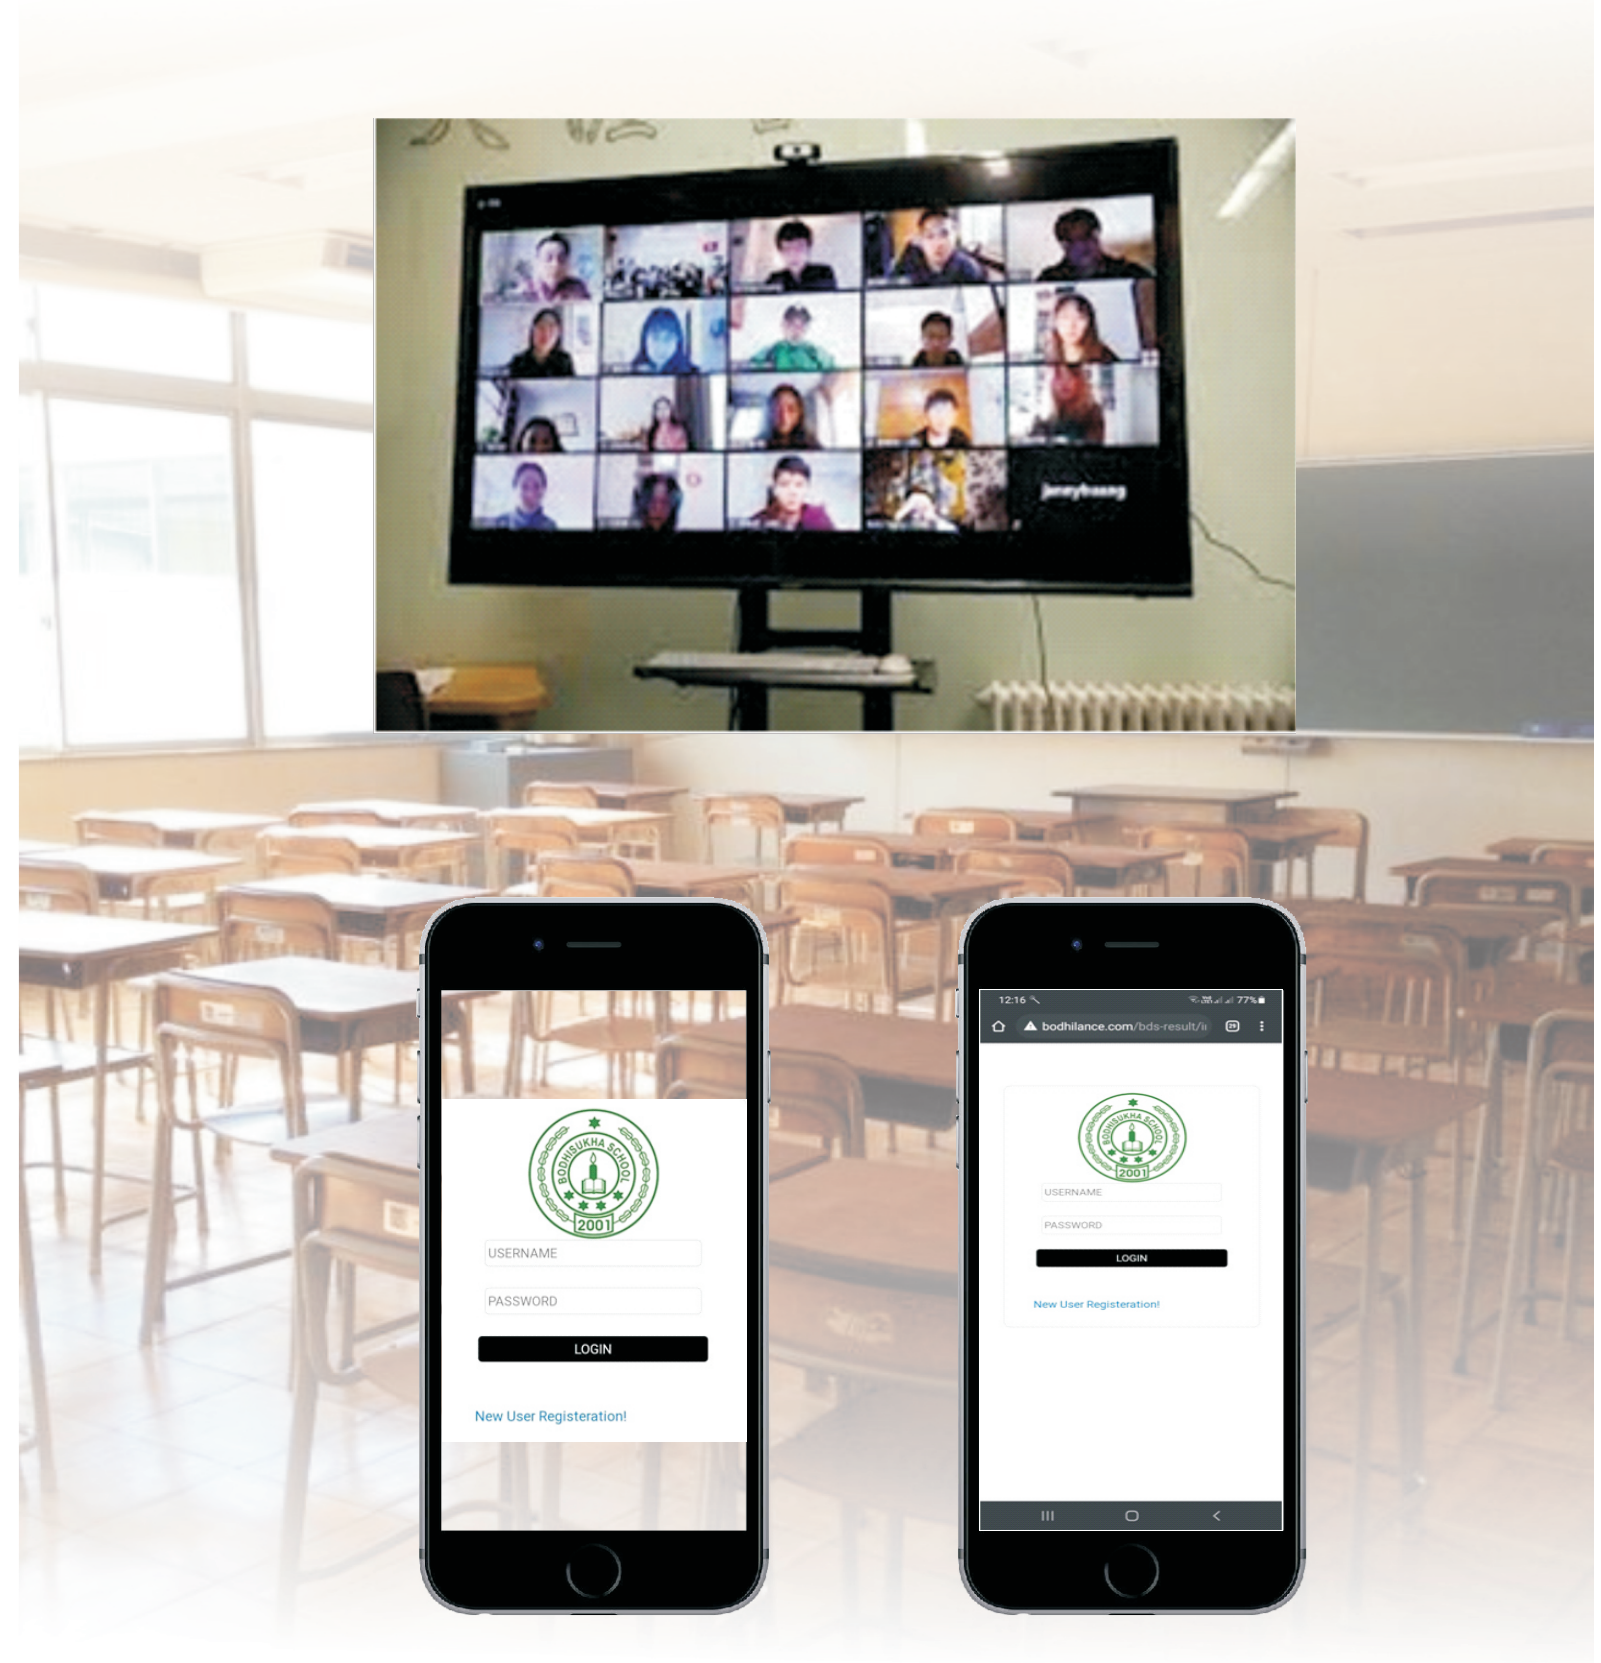 jennyhuang
BODHISUKHA SCHOOL
2001
USERNAME
PASSWORD
LOGIN
New User Registeration!
12:16
77%
bodhilance.com/bds-result/i
29
BODHISUKHA SCHOOL
2001
USERNAME
PASSWORD
LOGIN
New User Registeration!